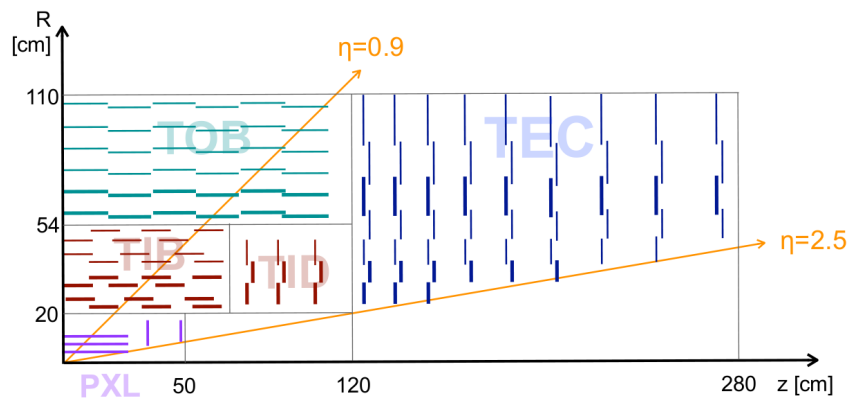 R
[cm]
η=0.9
110
TOB
TEC
54
TIB
TID
η=2.5
20
PXL
50
120
280
z [cm]